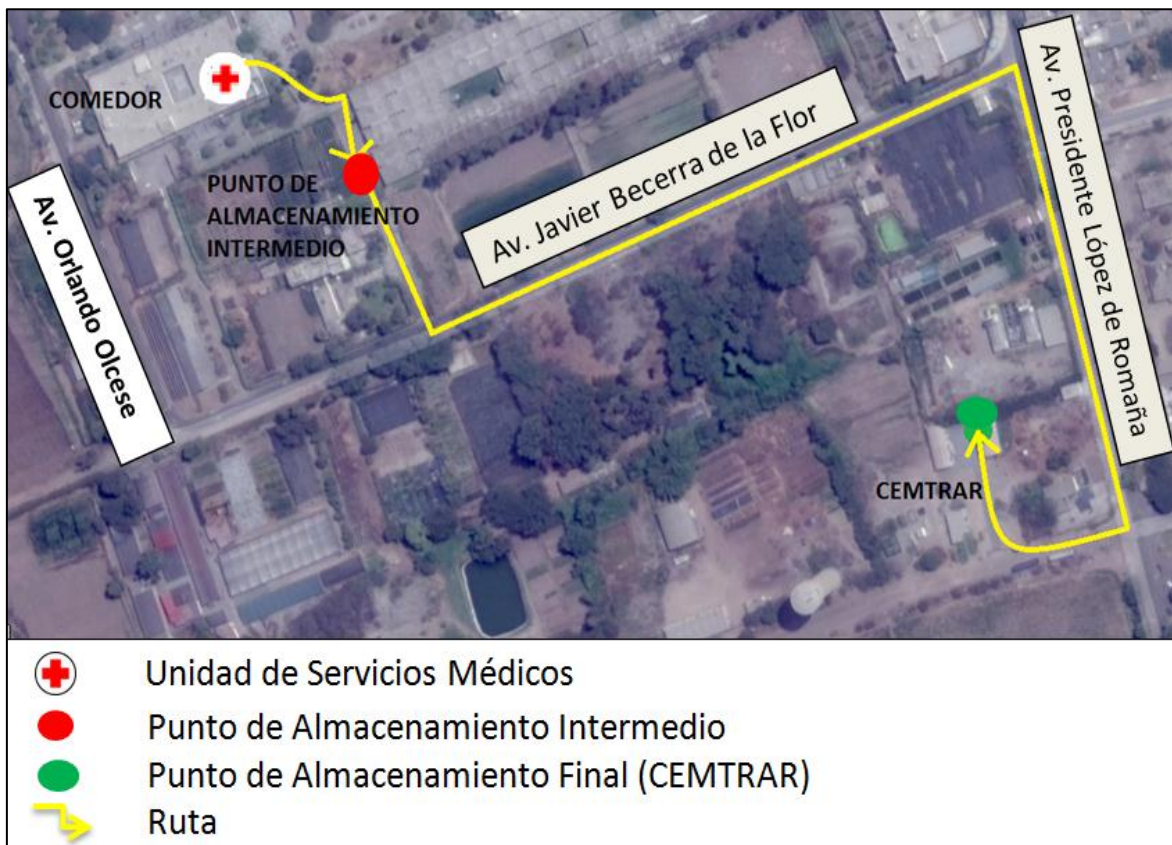 COMEDOR
PUNTO DE
ALMACENAMIENTO
INTERMEDIO
Av. Orlando Olcese
Av. Javier Becerra de la Flor
Av. Presidente López de Romaña
CEMTRAR
Unidad de Servicios Médicos
Punto de Almacenamiento Intermedio
Punto de Almacenamiento Final (CEMTRAR)
Ruta